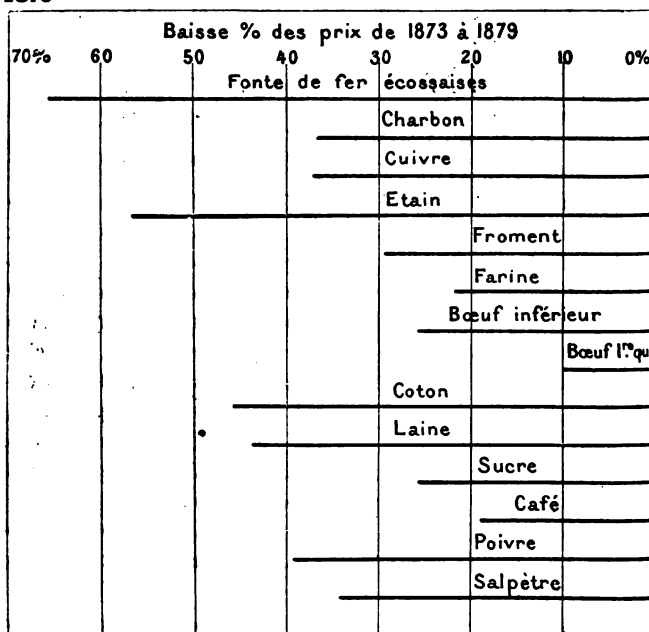 Baisse % des prix de 1873 à 1879
70% 60 50 40 30 20 10 0%
Fonte de fer écossaises
Charbon
Cuivre
Etain
Froment
Farine
Bœuf inférieur
Bœuf 1re qu
Coton
Laine
Sucre
Café
Poivre
Salpètre